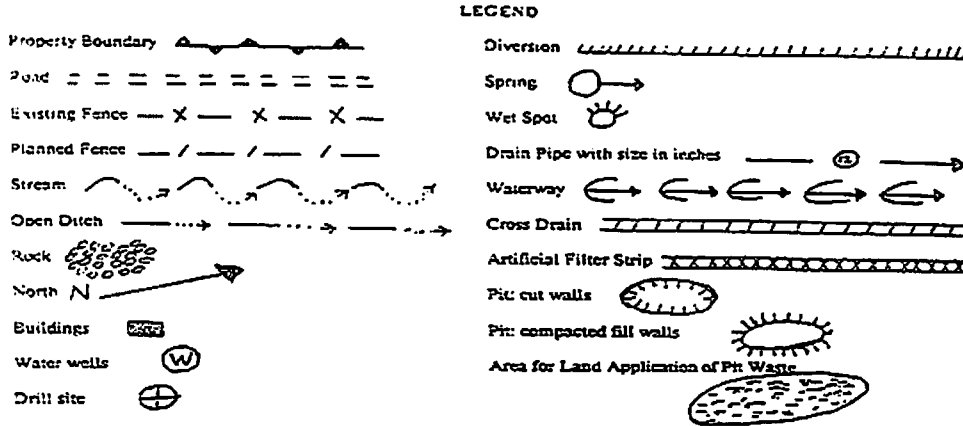 LEGEND
Property Boundary
Road
Existing Fence
Planned Fence
Stream
Open Ditch
Rock
North N
Buildings
Water wells W
Drill site
Diversion
Spring
Wet Spot
Drain Pipe with size in inches 12
Waterway
Cross Drain
Artificial Filter Strip
Pit: cut walls
Pit: compacted fill walls
Area for Land Application of Pit Waste